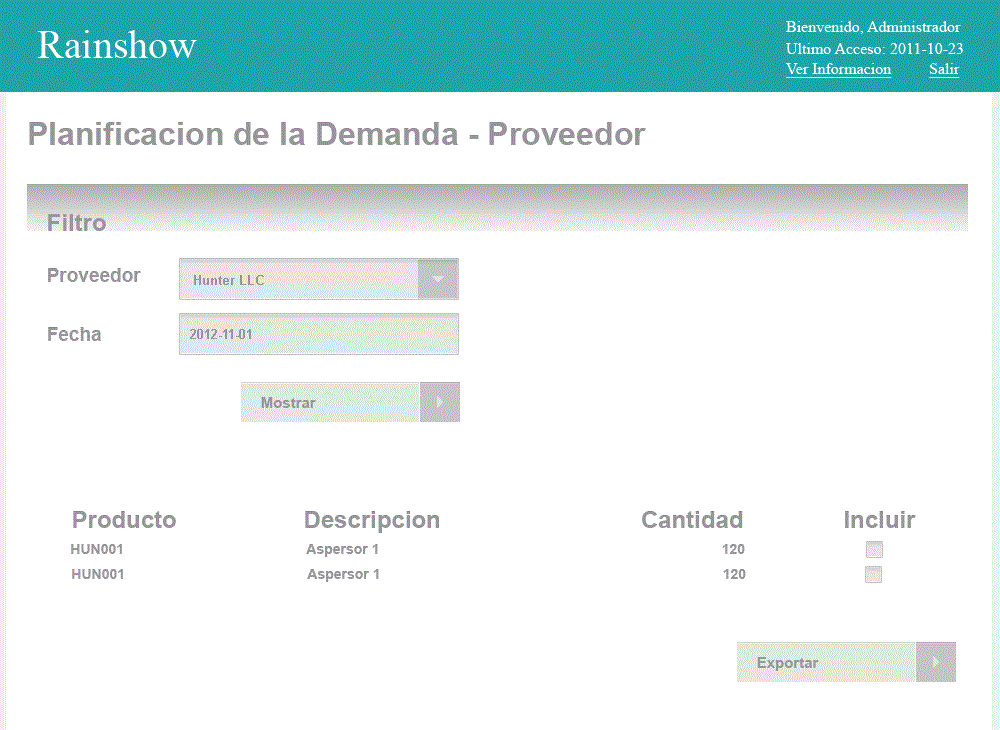 Rainshow
Bienvenido, Administrador
Ultimo Acceso: 2011-10-23
Ver Informacion Salir
Planificacion de la Demanda - Proveedor
Filtro
Proveedor Hunter LLC
Fecha 2012-11-01
Mostrar
Producto Descripcion Cantidad Incluir
HUN001 Aspersor 1 120
HUN001 Aspersor 1 120
Exportar